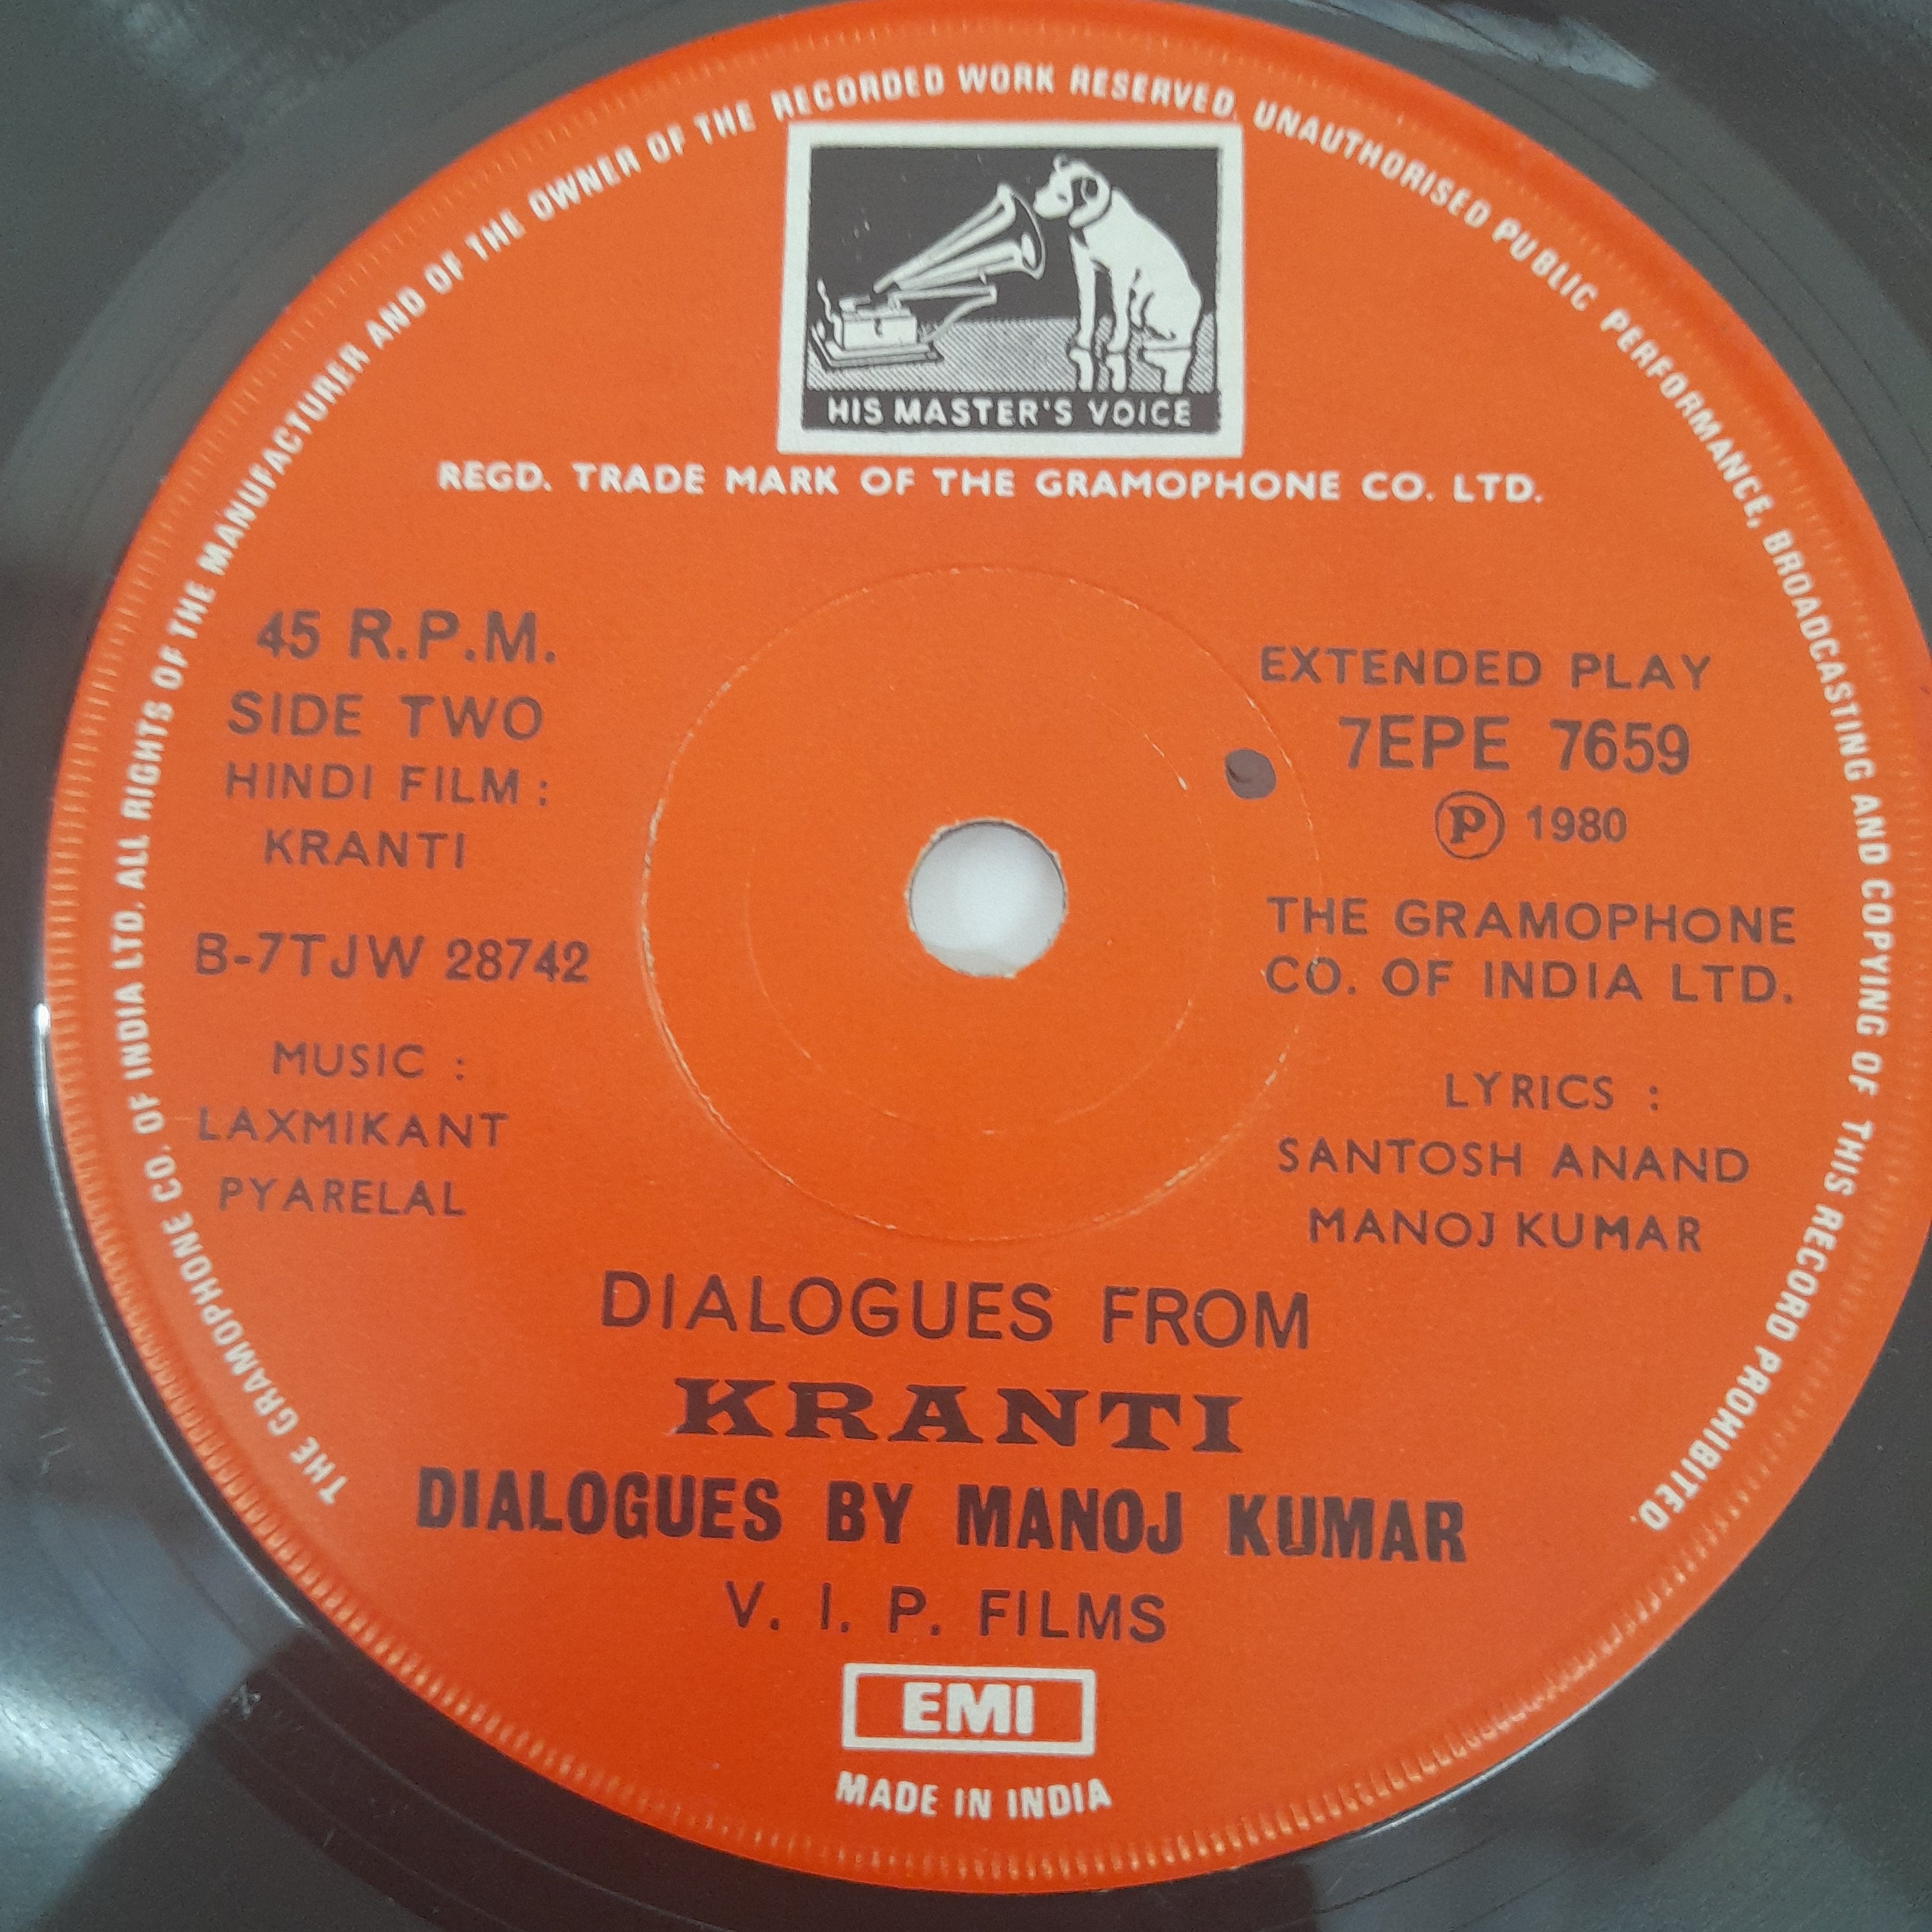 THE GRAMOPHONE CO. OF INDIA LTD. ALL RIGHTS OF THE MANUFACTURER AND OF THE OWNER OF THE RECORDED WORK RESERVED. UNAUTHORISED PUBLIC PERFORMANCE, BROADCASTING AND COPYING OF THIS RECORD PROHIBITED.
HIS MASTER'S VOICE
REGD. TRADE MARK OF THE GRAMOPHONE CO. LTD.
45 R.P.M.
SIDE TWO
HINDI FILM :
KRANTI
B-7TJW 28742
MUSIC :
LAXMIKANT
PYARELAL
EXTENDED PLAY
7EPE 7659
Ⓟ 1980
THE GRAMOPHONE
CO. OF INDIA LTD.
LYRICS :
SANTOSH ANAND
MANOJ KUMAR
DIALOGUES FROM
KRANTI
DIALOGUES BY MANOJ KUMAR
V. I. P. FILMS
EMI
MADE IN INDIA